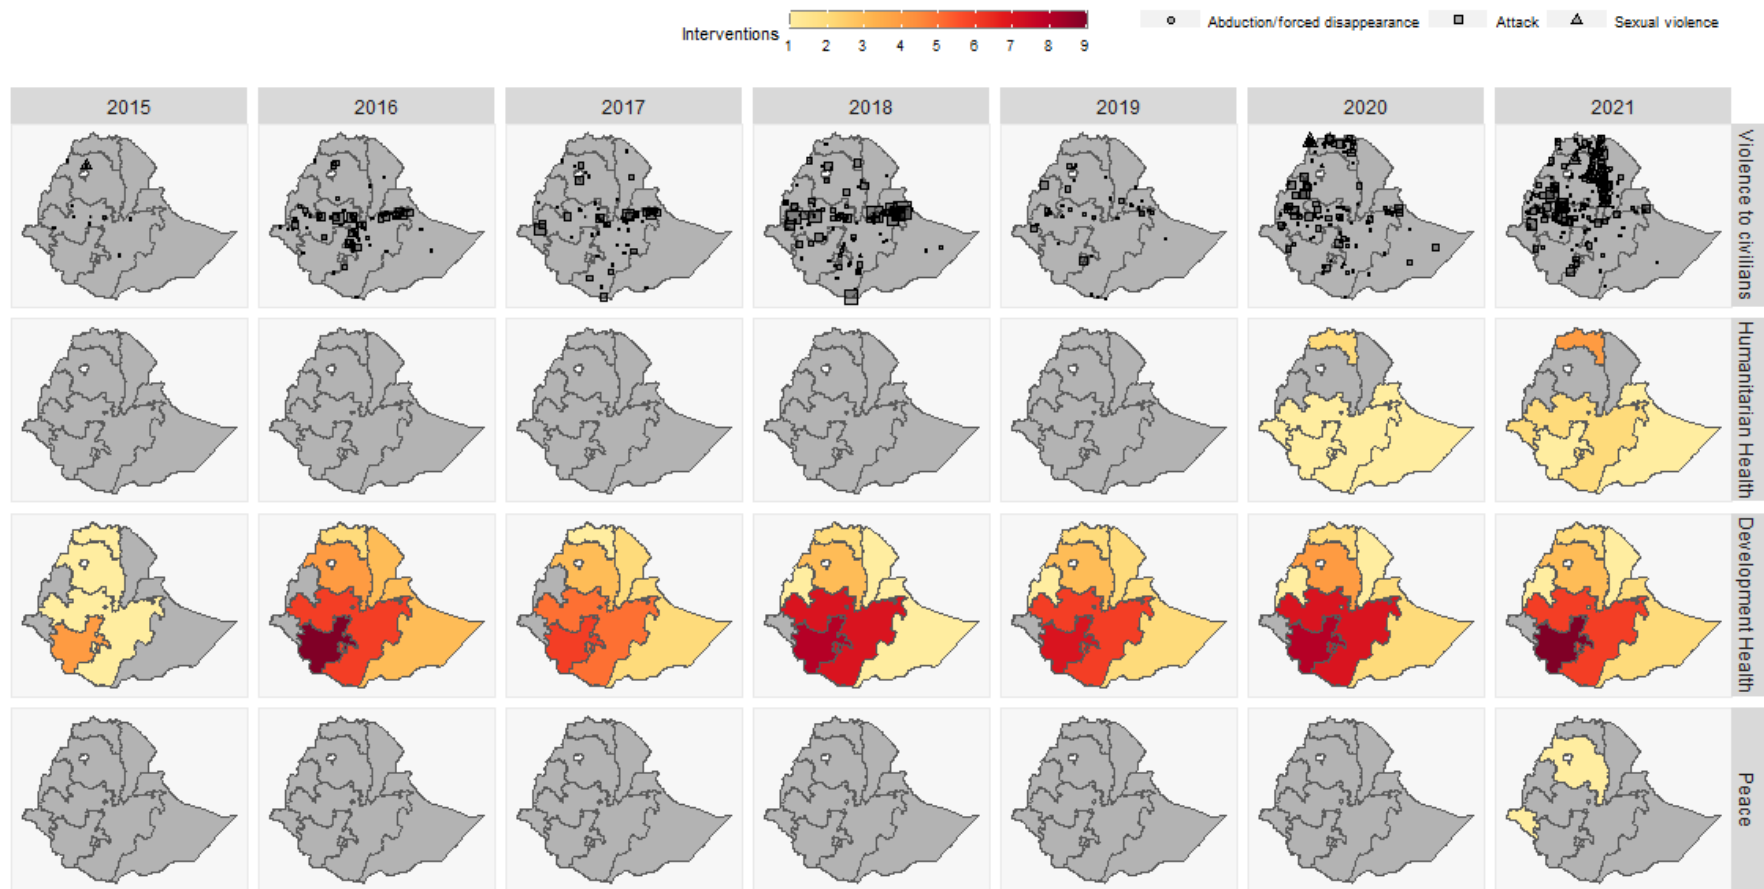 Interventions
1 2 3 4 5 6 7 8 9
Abduction/forced disappearance Attack Sexual violence
2015 2016 2017 2018 2019 2020 2021
Violence to civilians
Humanitarian Health
Development Health
Peace